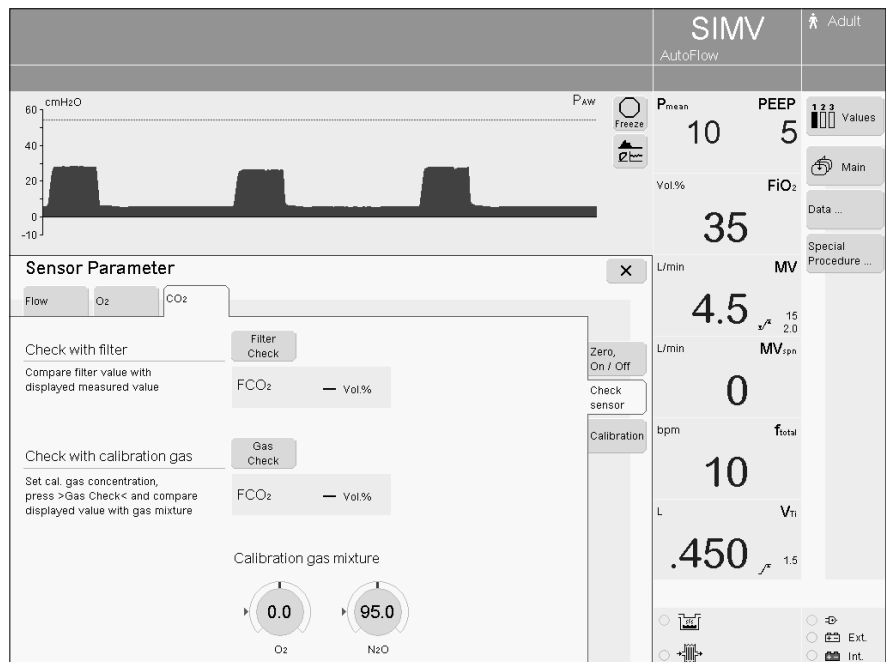 SIMV
AutoFlow
Adult
cmH2O
PAW
60
40
20
0
-10
Freeze
Pmean
PEEP
10
5
1 2 3
Values
Main
Vol.%
FiO2
35
Data ...
Special
Procedure ...
Sensor Parameter
Flow
O2
CO2
L/min
MV
4.5
15
2.0
Check with filter
Filter
Check
Compare filter value with
displayed measured value
FCO2
– Vol.%
Zero,
On / Off
Check
sensor
Calibration
L/min
MVspn
0
Check with calibration gas
Gas
Check
Set cal. gas concentration,
press >Gas Check< and compare
displayed value with gas mixture
FCO2
– Vol.%
bpm
ftotal
10
L
VTi
.450
1.5
Calibration gas mixture
0.0
95.0
O2
N2O
Ext.
Int.